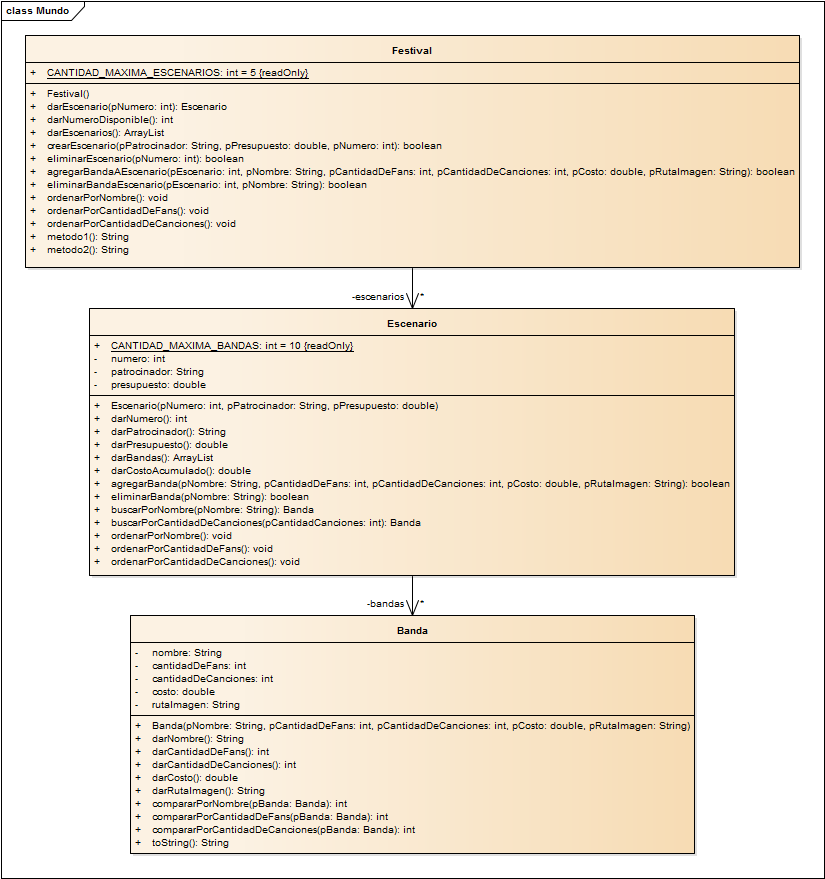 class Mundo
Festival
+ CANTIDAD_MAXIMA_ESCENARIOS: int = 5 {readOnly}
+ Festival()
+ darEscenario(pNumero: int): Escenario
+ darNumeroDisponible(): int
+ darEscenarios(): ArrayList
+ crearEscenario(pPatrocinador: String, pPresupuesto: double, pNumero: int): boolean
+ eliminarEscenario(pNumero: int): boolean
+ agregarBandaAEscenario(pEscenario: int, pNombre: String, pCantidadDeFans: int, pCantidadDeCanciones: int, pCosto: double, pRutaImagen: String): boolean
+ eliminarBandaEscenario(pEscenario: int, pNombre: String): boolean
+ ordenarPorNombre(): void
+ ordenarPorCantidadDeFans(): void
+ ordenarPorCantidadDeCanciones(): void
+ metodo1(): String
+ metodo2(): String
-escenarios *
Escenario
+ CANTIDAD_MAXIMA_BANDAS: int = 10 {readOnly}
- numero: int
- patrocinador: String
- presupuesto: double
+ Escenario(pNumero: int, pPatrocinador: String, pPresupuesto: double)
+ darNumero(): int
+ darPatrocinador(): String
+ darPresupuesto(): double
+ darBandas(): ArrayList
+ darCostoAcumulado(): double
+ agregarBanda(pNombre: String, pCantidadDeFans: int, pCantidadDeCanciones: int, pCosto: double, pRutaImagen: String): boolean
+ eliminarBanda(pNombre: String): boolean
+ buscarPorNombre(pNombre: String): Banda
+ buscarPorCantidadDeCanciones(pCantidadCanciones: int): Banda
+ ordenarPorNombre(): void
+ ordenarPorCantidadDeFans(): void
+ ordenarPorCantidadDeCanciones(): void
-bandas *
Banda
- nombre: String
- cantidadDeFans: int
- cantidadDeCanciones: int
- costo: double
- rutaImagen: String
+ Banda(pNombre: String, pCantidadDeFans: int, pCantidadDeCanciones: int, pCosto: double, pRutaImagen: String)
+ darNombre(): String
+ darCantidadDeFans(): int
+ darCantidadDeCanciones(): int
+ darCosto(): double
+ darRutaImagen(): String
+ compararPorNombre(pBanda: Banda): int
+ compararPorCantidadDeFans(pBanda: Banda): int
+ compararPorCantidadDeCanciones(pBanda: Banda): int
+ toString(): String